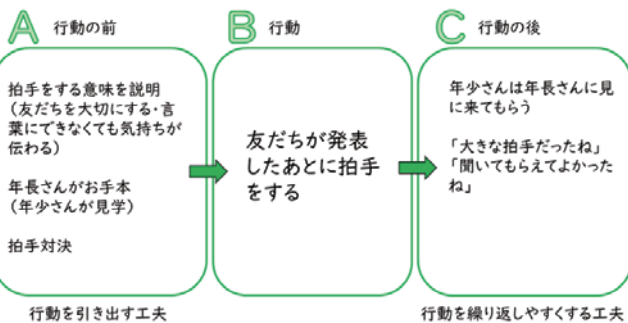 A 行動の前
拍手をする意味を説明
(友だちを大切にする・言
葉にできなくても気持ちが
伝わる)
年長さんがお手本
(年少さんが見学)
拍手対決
行動を引き出す工夫
B 行動
友だちが発表
したあとに拍手
をする
C 行動の後
年少さんは年長さんに見
に来てもらう
「大きな拍手だったね」
「聞いてもらえてよかった
ね」
行動を繰り返しやすくする工夫